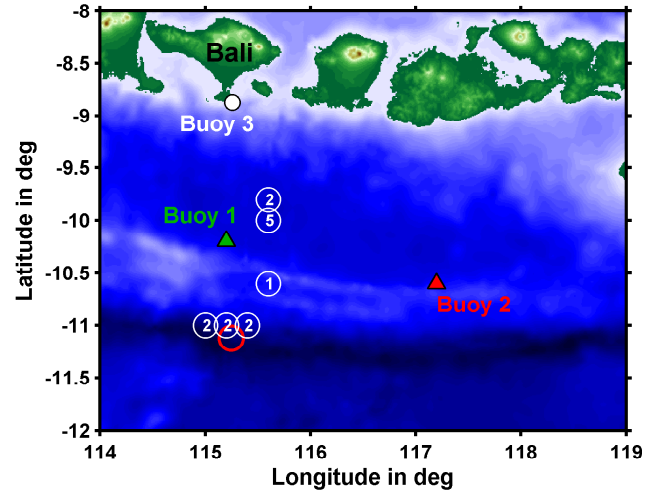 -8
Bali
-8.5
-9
Buoy 3
-9.5
2
Buoy 1
-10
5
-10.5
1
Buoy 2
-11
2 2 2
-11.5
-12
114 115 116 117 118 119
Longitude in deg
Latitude in deg